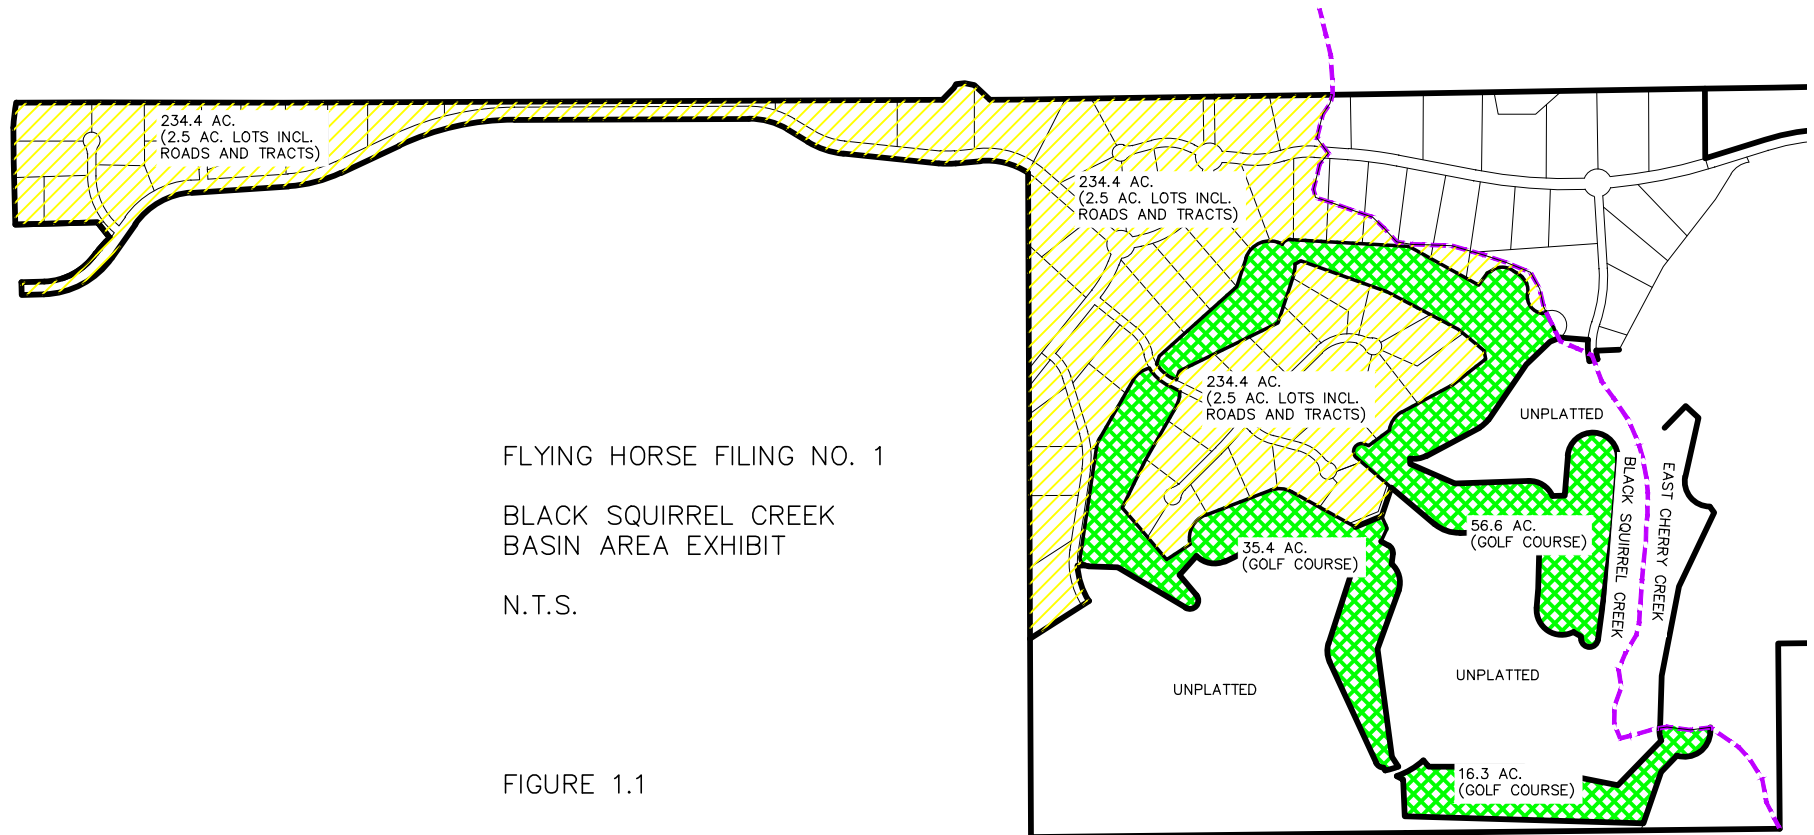 234.4 AC.
(2.5 AC. LOTS INCL.
ROADS AND TRACTS)
234.4 AC.
(2.5 AC. LOTS INCL.
ROADS AND TRACTS)
234.4 AC.
(2.5 AC. LOTS INCL.
ROADS AND TRACTS)
UNPLATTED
FLYING HORSE FILING NO. 1
BLACK SQUIRREL CREEK
BASIN AREA EXHIBIT
N.T.S.
BLACK SQUIRREL CREEK
EAST CHERRY CREEK
56.6 AC.
(GOLF COURSE)
35.4 AC.
(GOLF COURSE)
UNPLATTED
UNPLATTED
16.3 AC.
(GOLF COURSE)
FIGURE 1.1